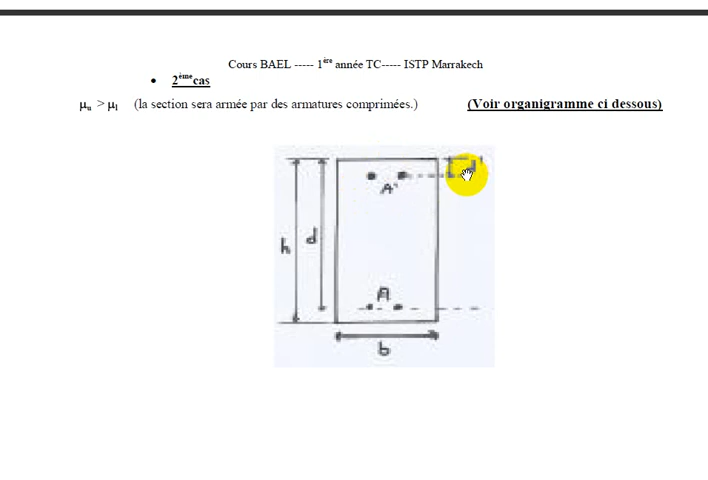 Cours BAEL ----- 1ère année TC----- ISTP Marrakech
• 2ème cas
μu > μl (la section sera armée par des armatures comprimées.) (Voir organigramme ci dessous)
d'
A'
d
h
A
b